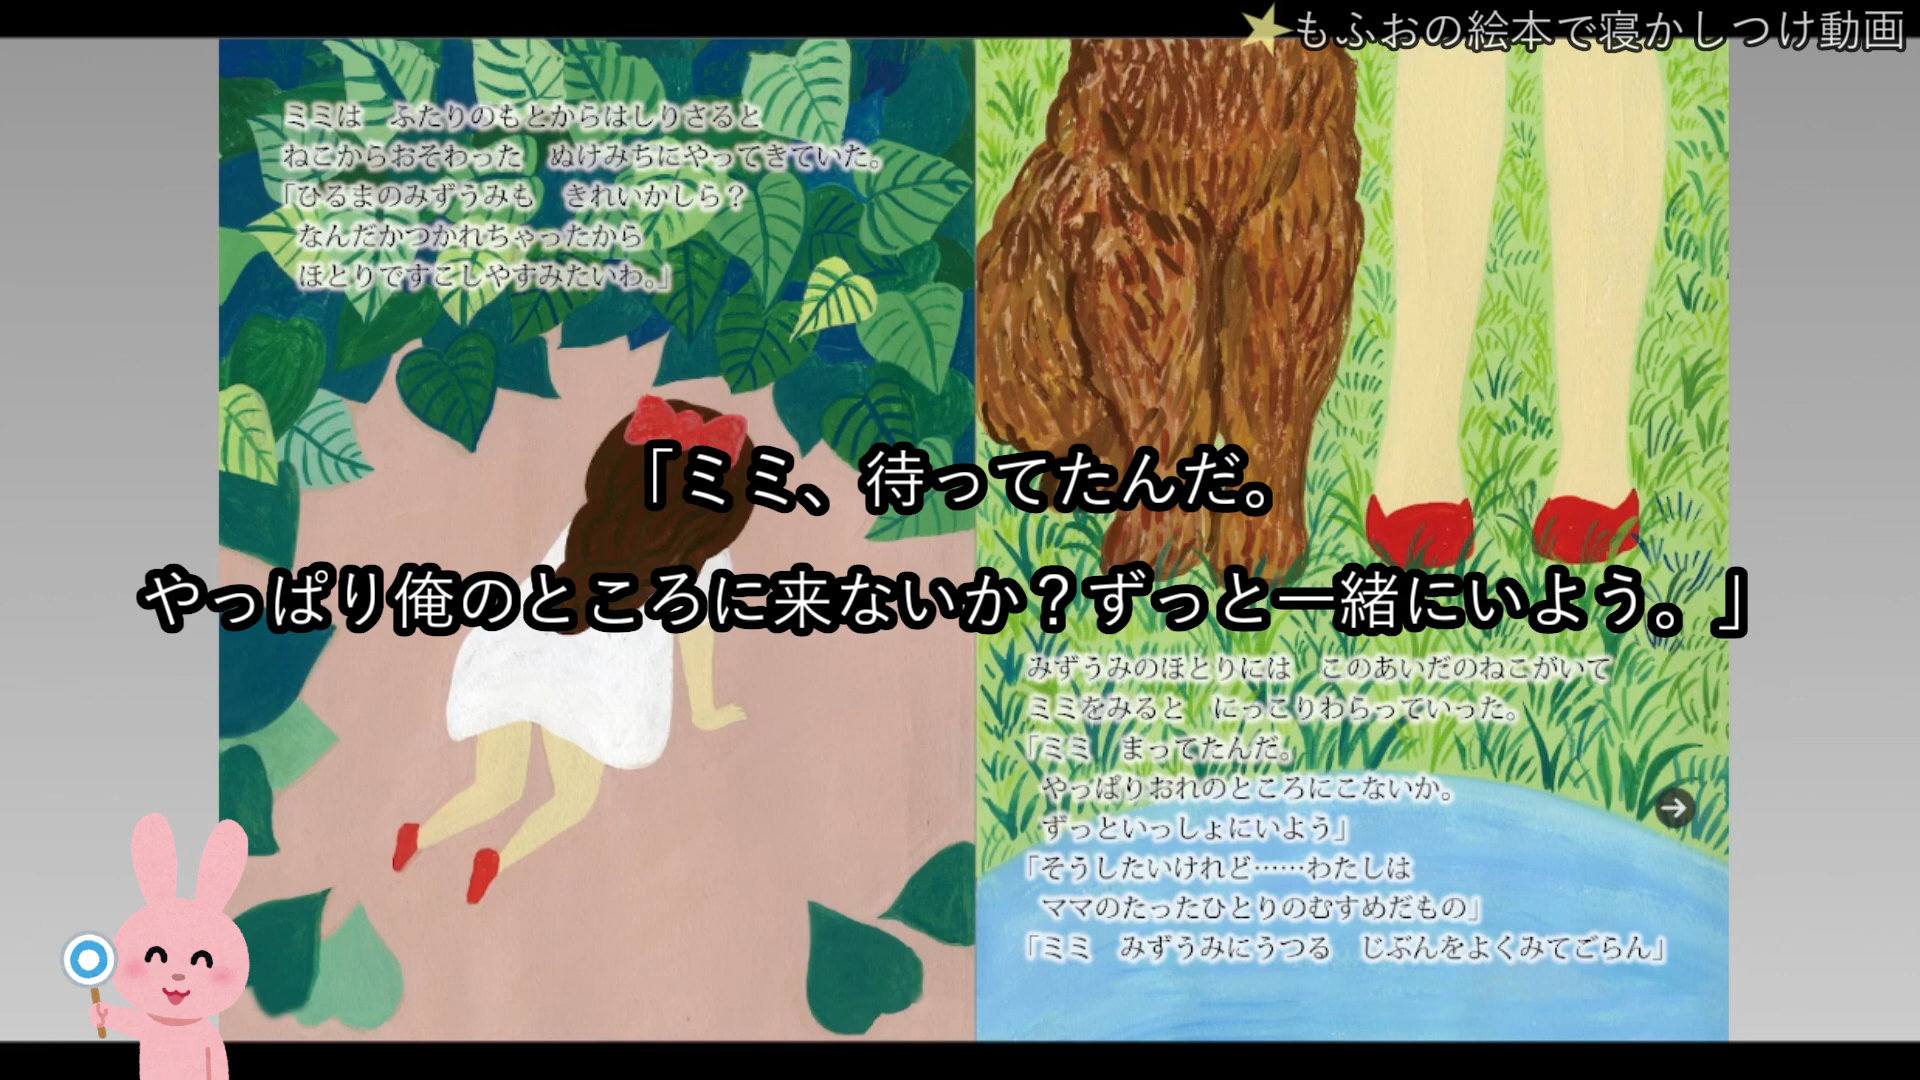 もふおの絵本で寝かしつけ動画
ミミは　ふたりのもとからはしりさると
ねこからおそわった　ぬけみちにやってきていた。
「ひるまのみずうみも　きれいかしら？
なんだかつかれちゃったから
ほとりですこしやすみたいわ。」
「ミミ、待ってたんだ。
やっぱり俺のところに来ないか？ずっと一緒にいよう。」
みずうみのほとりには　このあいだのねこがいて
ミミをみると　にっこりわらっていった。
「ミミ　まってたんだ。
やっぱりおれのところにこないか。
ずっといっしょにいよう」
「そうしたいけれど……わたしは
ママのたったひとりのむすめだもの」
「ミミ　みずうみにうつる　じぶんをよくみてごらん」